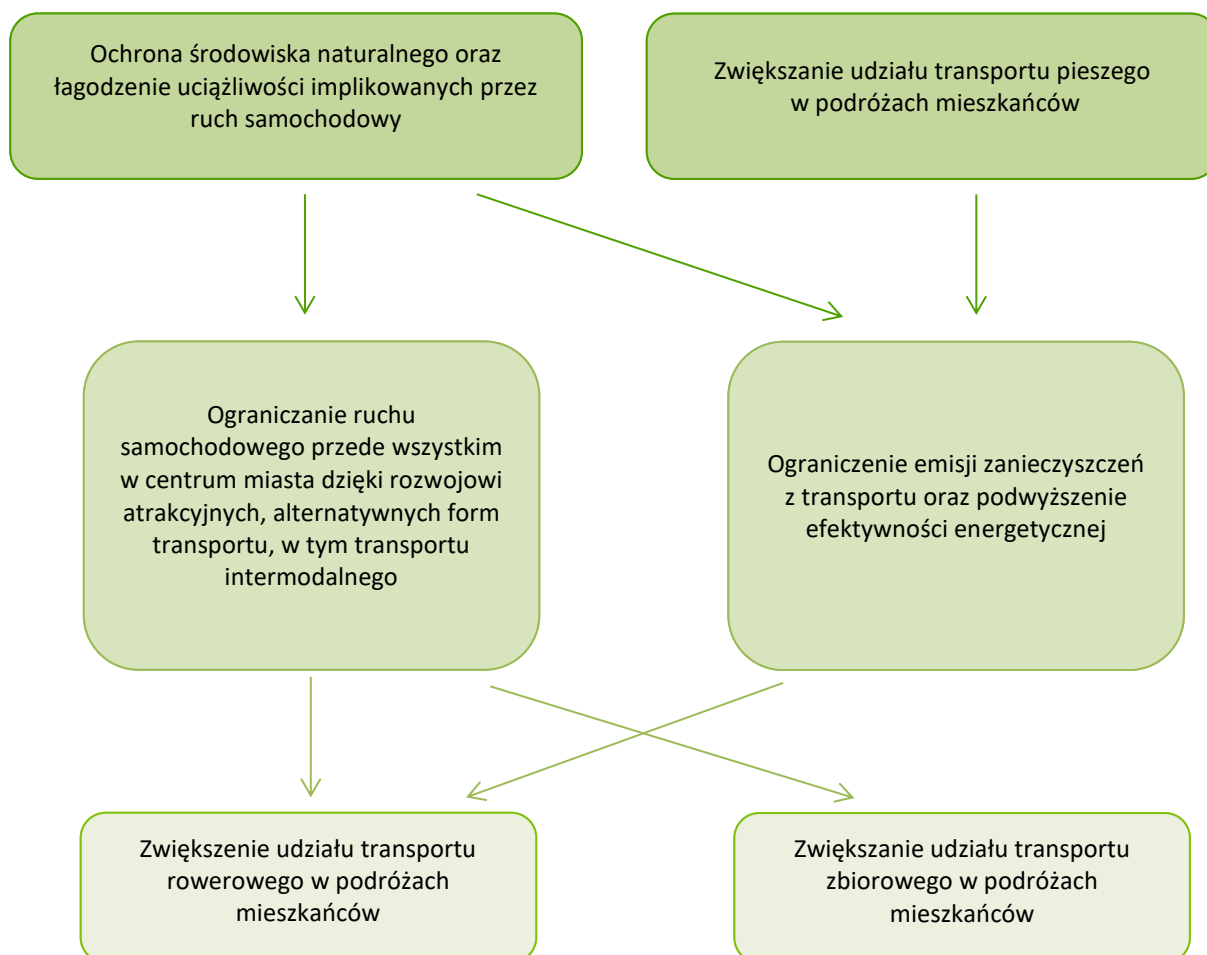 Ochrona środowiska naturalnego oraz
łagodzenie uciążliwości implikowanych przez
ruch samochodowy
Zwiększanie udziału transportu pieszego
w podróżach mieszkańców
Ograniczanie ruchu
samochodowego przede wszystkim
w centrum miasta dzięki rozwojowi
atrakcyjnych, alternatywnych form
transportu, w tym transportu
intermodalnego
Ograniczenie emisji zanieczyszczeń
z transportu oraz podwyższenie
efektywności energetycznej
Zwiększenie udziału transportu
rowerowego w podróżach
mieszkańców
Zwiększanie udziału transportu
zbiorowego w podróżach
mieszkańców